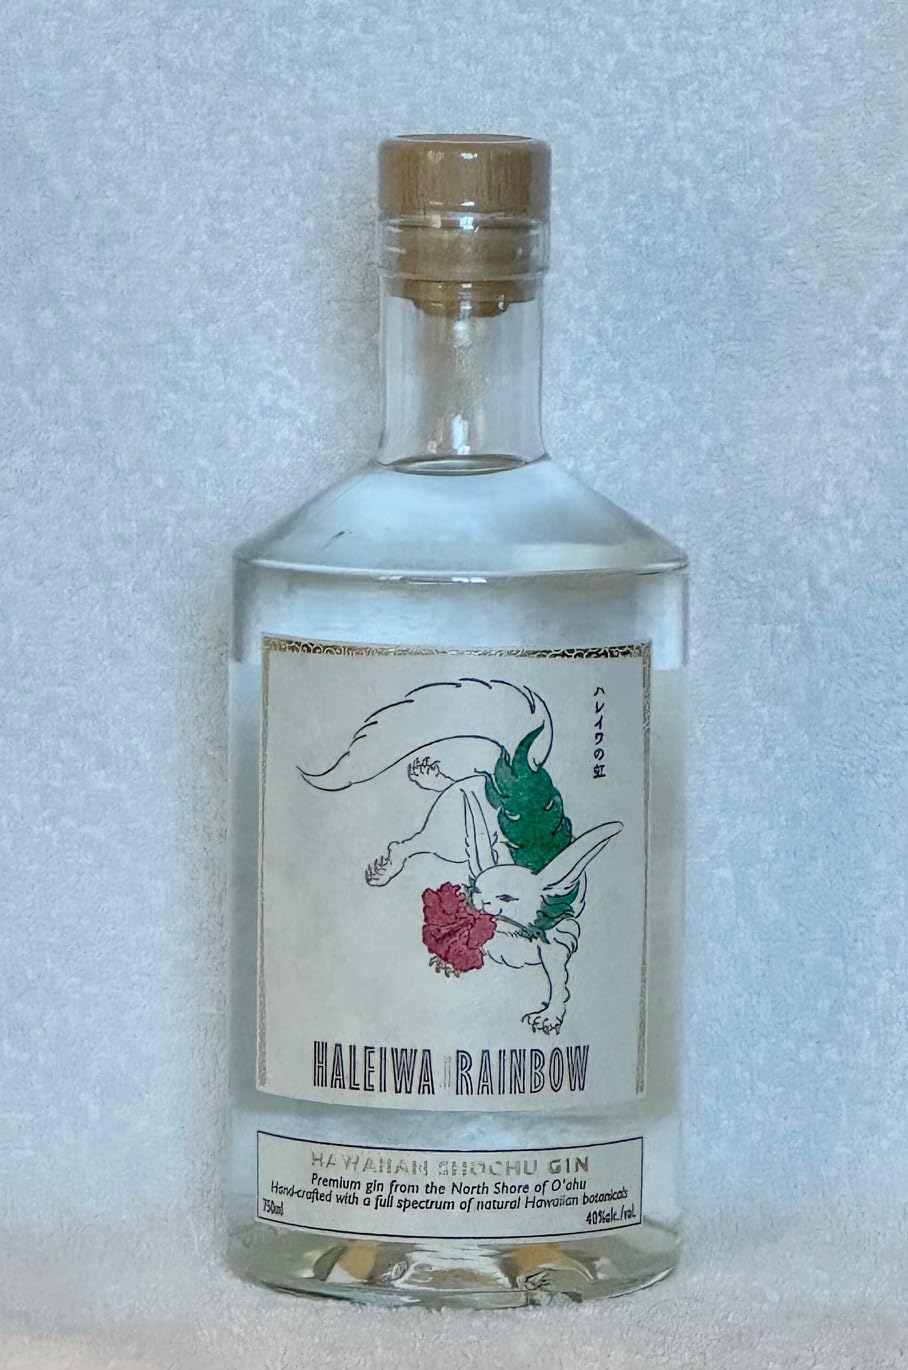 ハレイワの虹
HALEIWA RAINBOW
HAWAIIAN SHOCHU GIN
Premium gin from the North Shore of O'ahu
Hand-crafted with a full spectrum of natural Hawaiian botanicals
750ml
40%alc./vol.